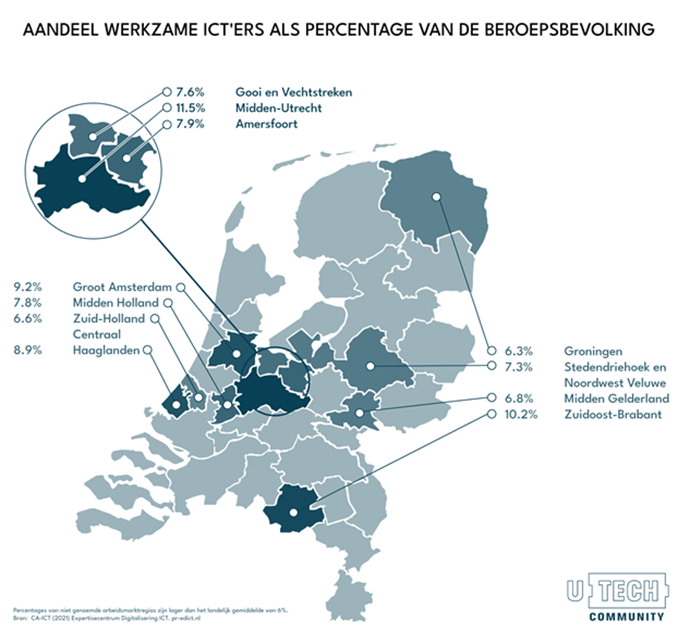 AANDEEL WERKZAME ICT'ERS ALS PERCENTAGE VAN DE BEROEPSBEVOLKING
7.6% Gooi en Vechtstreken
11.5% Midden-Utrecht
7.9% Amersfoort
9.2% Groot Amsterdam
7.8% Midden Holland
6.6% Zuid-Holland
Centraal
8.9% Haaglanden
6.3% Groningen
7.3% Stedendriehoek en
Noordwest Veluwe
6.8% Midden Gelderland
10.2% Zuidoost-Brabant
Percentages van niet genoemde arbeidsmarktregios zijn lager dan het landelijk gemiddelde van 6%.
Bron: CA-ICT (2021) Expertisecentrum Digitalisering ICT. pr-edict.nl
U TECH
COMMUNITY